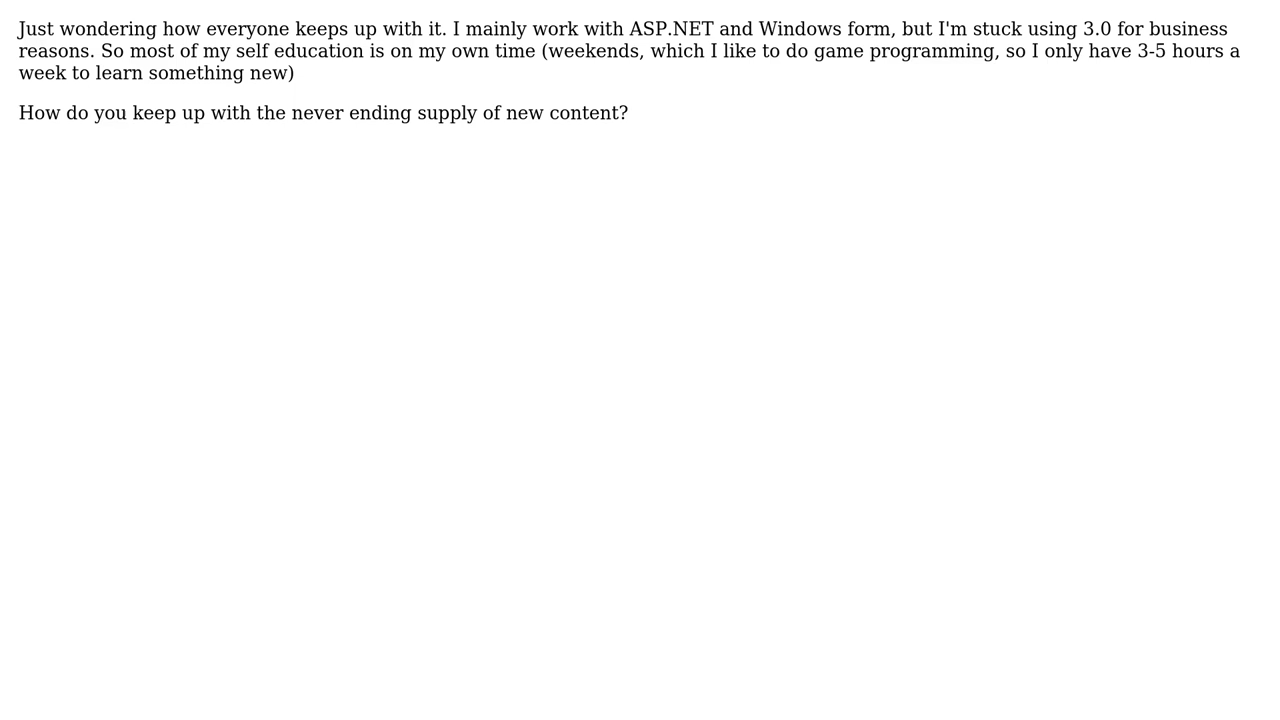 Just wondering how everyone keeps up with it. I mainly work with ASP.NET and Windows form, but I'm stuck using 3.0 for business
reasons. So most of my self education is on my own time (weekends, which I like to do game programming, so I only have 3-5 hours a
week to learn something new)
How do you keep up with the never ending supply of new content?